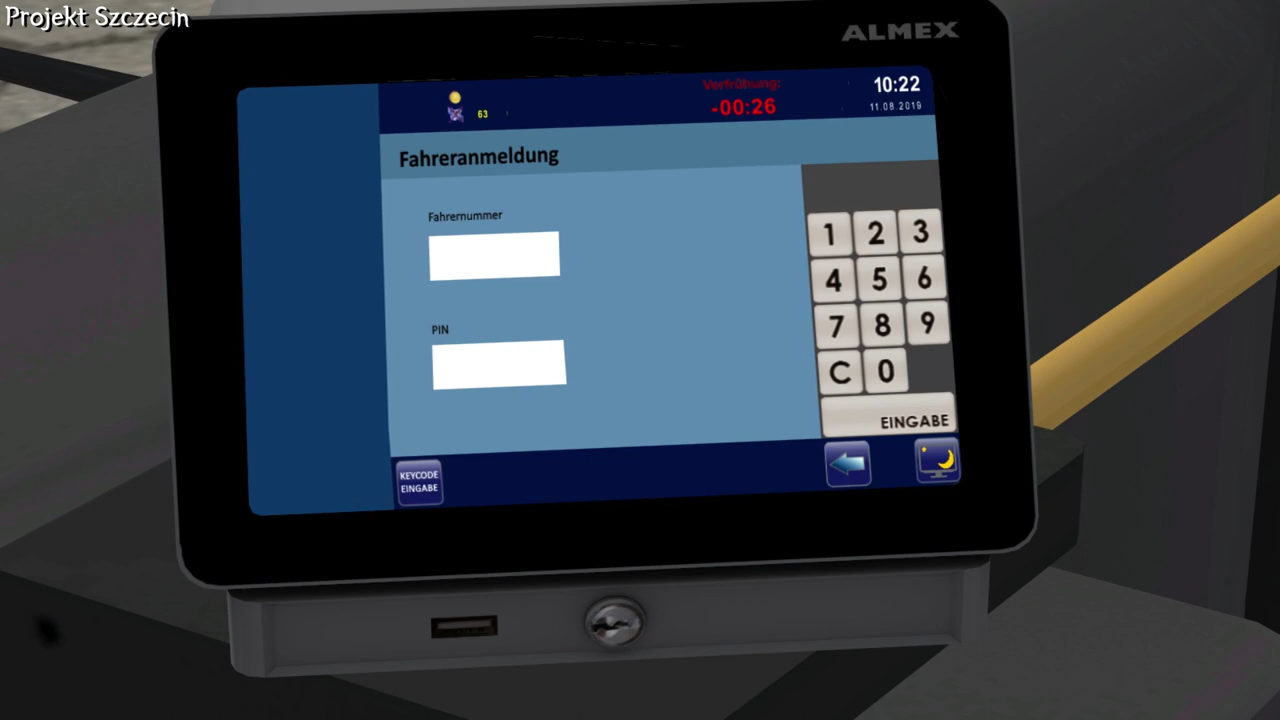 Projekt Szczecin
ALMEX
63
Verfrühung:
-00:26
10:22
11.08.2019
Fahreranmeldung
Fahrernummer
PIN
1 2 3
4 5 6
7 8 9
C 0
EINGABE
KEYCODE
EINGABE